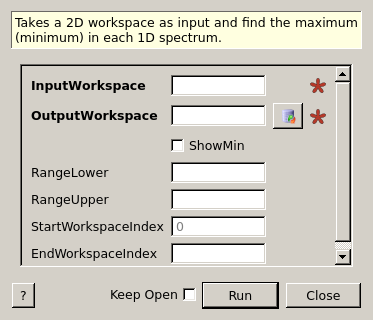 Takes a 2D workspace as input and find the maximum
(minimum) in each 1D spectrum.
InputWorkspace
OutputWorkspace
ShowMin
RangeLower
RangeUpper
StartWorkspaceIndex 0
EndWorkspaceIndex
? Keep Open Run Close